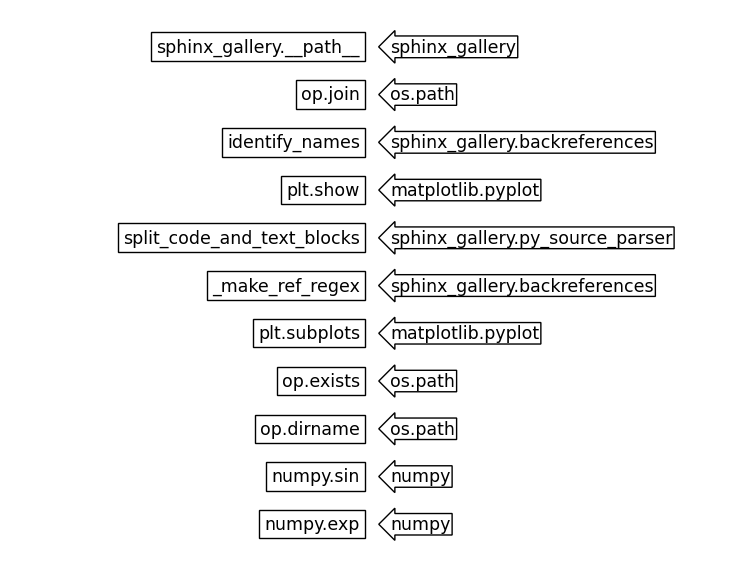 sphinx_gallery.__path__ sphinx_gallery
op.join os.path
identify_names sphinx_gallery.backreferences
plt.show matplotlib.pyplot
split_code_and_text_blocks sphinx_gallery.py_source_parser
_make_ref_regex sphinx_gallery.backreferences
plt.subplots matplotlib.pyplot
op.exists os.path
op.dirname os.path
numpy.sin numpy
numpy.exp numpy